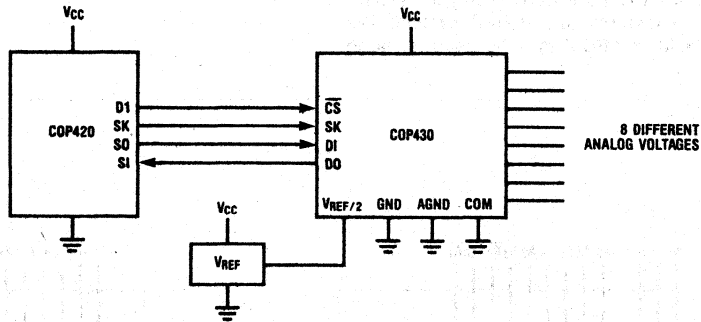 VCC
VCC
COP420
D1
SK
SO
SI
CS
SK
DI
DO
COP430
8 DIFFERENT
ANALOG VOLTAGES
VREF/2 GND AGND COM
VCC
VREF